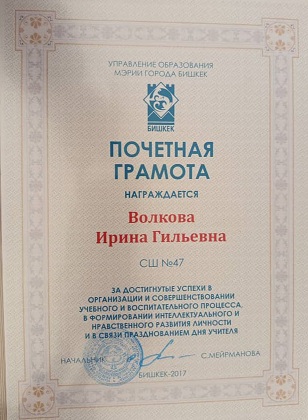 УПРАВЛЕНИЕ ОБРАЗОВАНИЯ
МЭРИИ ГОРОДА БИШКЕК
БИШКЕК
ПОЧЕТНАЯ
ГРАМОТА
НАГРАЖДАЕТСЯ
Волкова
Ирина Гильевна
СШ №47
ЗА ДОСТИГНУТЫЕ УСПЕХИ В
ОРГАНИЗАЦИИ И СОВЕРШЕНСТВОВАНИИ
УЧЕБНОГО И ВОСПИТАТЕЛЬНОГО ПРОЦЕССА,
В ФОРМИРОВАНИИ ИНТЕЛЛЕКТУАЛЬНОГО И
НРАВСТВЕННОГО РАЗВИТИЯ ЛИЧНОСТИ
И В СВЯЗИ ПРАЗДНОВАНИЕМ ДНЯ УЧИТЕЛЯ
НАЧАЛЬНИК С.МЕЙРМАНОВА
БИШКЕК-2017